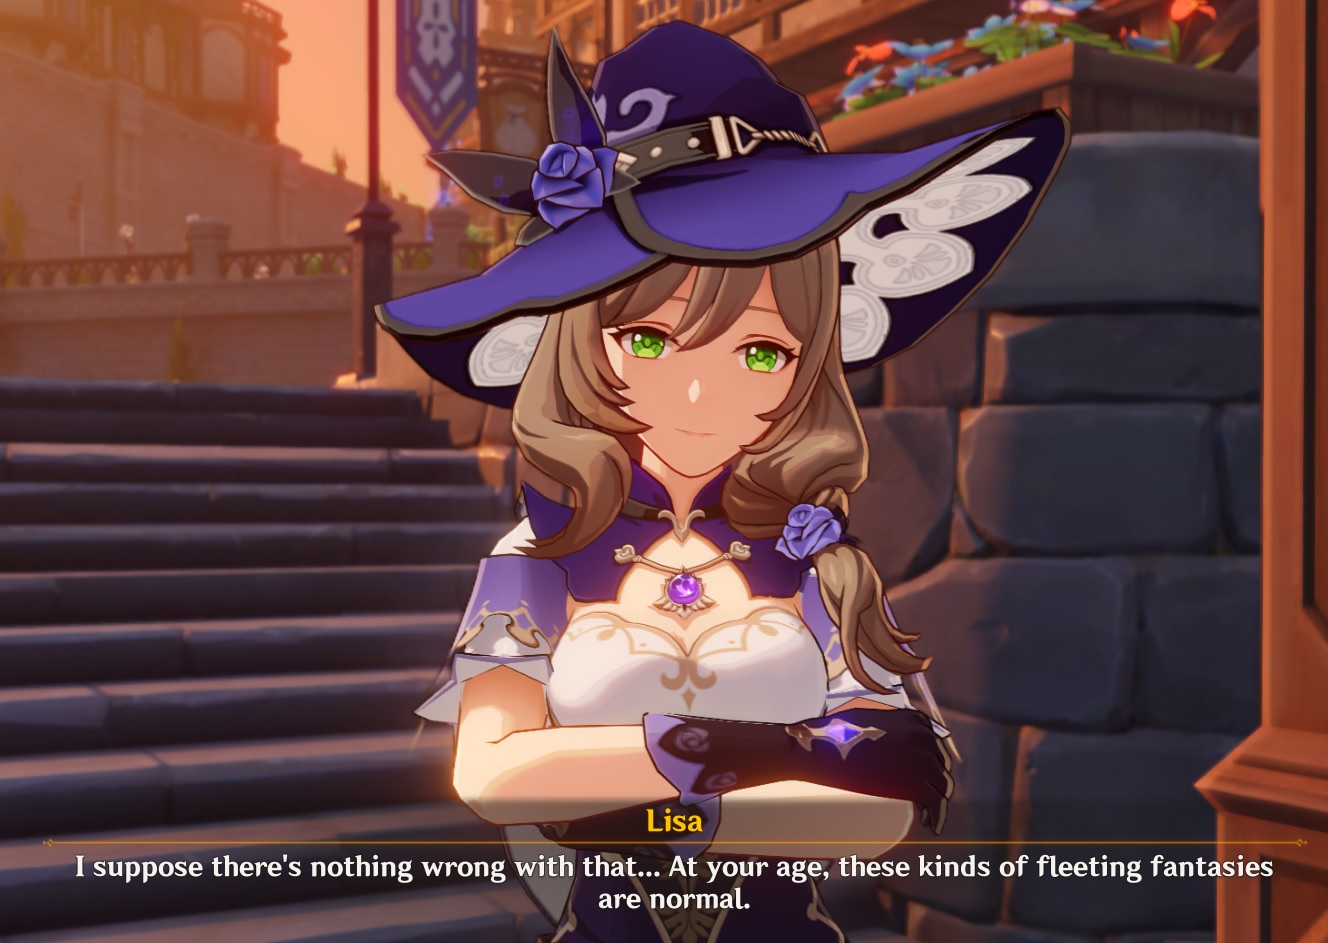 Lisa
I suppose there's nothing wrong with that... At your age, these kinds of fleeting fantasies
are normal.